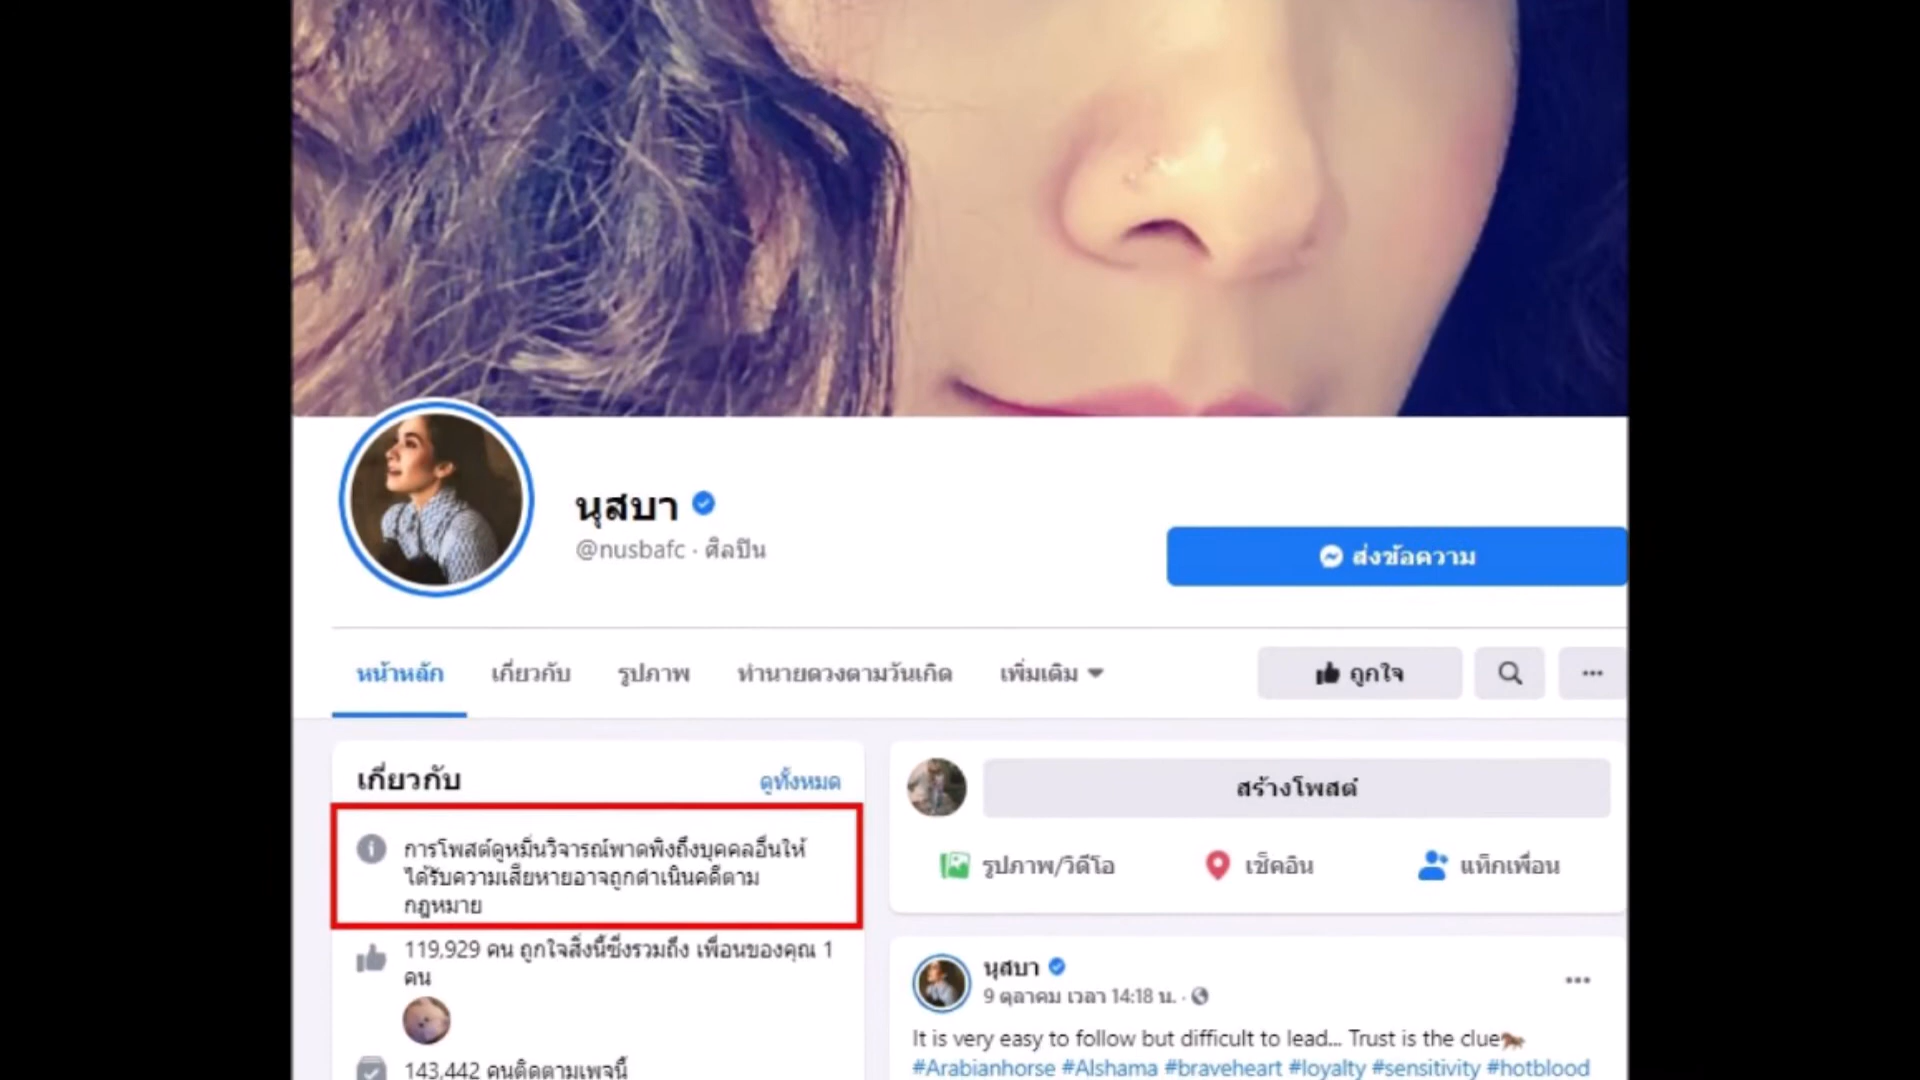 นุสบา
@nusbafc · ศิลปิน
ส่งข้อความ
หน้าหลัก เกี่ยวกับ รูปภาพ ทำนายดวงตามวันเกิด เพิ่มเติม ถูกใจ
เกี่ยวกับ ดูทั้งหมด
การโพสต์ดูหมิ่นวิจารณ์พาดพิงถึงบุคคลอื่นให้
ได้รับความเสียหายอาจถูกดำเนินคดีตาม
กฎหมาย
119,929 คน ถูกใจสิ่งนี้ซึ่งรวมถึง เพื่อนของคุณ 1
คน
143,442 คนติดตามเพจนี้
สร้างโพสต์
รูปภาพ/วิดีโอ เช็คอิน แท็กเพื่อน
นุสบา
9 ตุลาคม เวลา 14:18 น. ·
It is very easy to follow but difficult to lead... Trust is the clue
#Arabianhorse #Alshama #braveheart #loyalty #sensitivity #hotblood